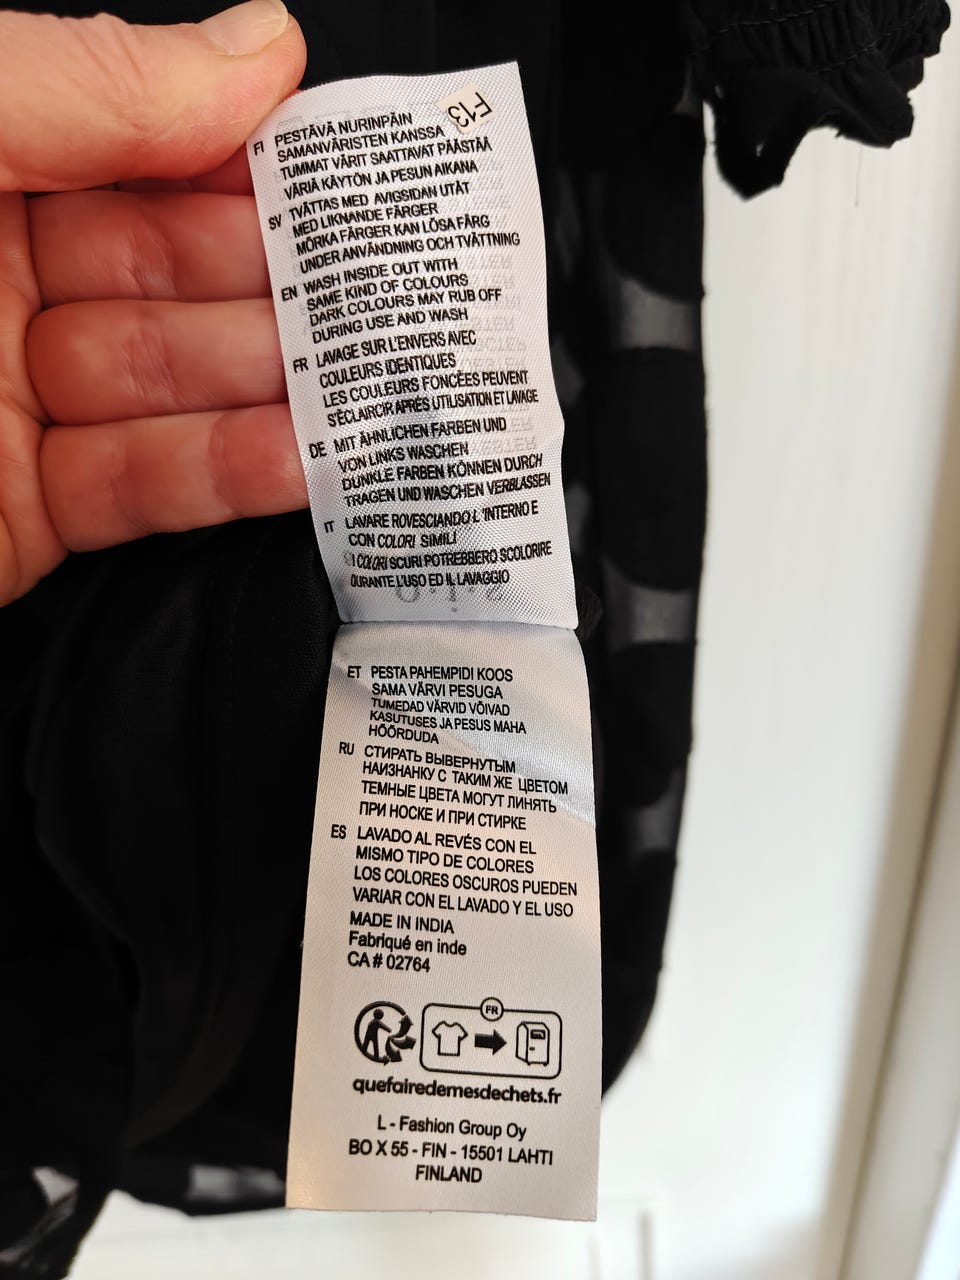 F13
FI PESTÄVÄ NURINPÄIN
SAMANVÄRISTEN KANSSA
TUMMAT VÄRIT SAATTAVAT PÄÄSTÄÄ
VÄRIÄ KÄYTÖN JA PESUN AIKANA
SV TVÄTTAS MED AVIGSIDAN UTÅT
MED LIKNANDE FÄRGER
MÖRKA FÄRGER KAN LÖSA FÄRG
UNDER ANVÄNDNING OCH TVÄTTNING
EN WASH INSIDE OUT WITH
SAME KIND OF COLOURS
DARK COLOURS MAY RUB OFF
DURING USE AND WASH
FR LAVAGE SUR L'ENVERS AVEC
COULEURS IDENTIQUES
LES COULEURS FONCÉES PEUVENT
S'ÉCLAIRCIR APRÈS UTILISATION ET LAVAGE
DE MIT ÄHNLICHEN FARBEN UND
VON LINKS WASCHEN
DUNKLE FARBEN KÖNNEN DURCH
TRAGEN UND WASCHEN VERBLASSEN
IT LAVARE ROVESCIANDO L'INTERNO E
CON COLORI SIMILI
I COLORI SCURI POTREBBERO SCOLORIRE
DURANTE L'USO ED IL LAVAGGIO
ET PESTA PAHEMPIDI KOOS
SAMA VÄRVI PESUGA
TUMEDAD VÄRVID VÕIVAD
KASUTUSES JA PESUS MAHA
HÕÕRDUDA
RU СТИРАТЬ ВЫВЕРНУТЫМ
НАИЗНАНКУ С ТАКИМ ЖЕ ЦВЕТОМ
ТЕМНЫЕ ЦВЕТА МОГУТ ЛИНЯТЬ
ПРИ НОСКЕ И ПРИ СТИРКЕ
ES LAVADO AL REVÉS CON EL
MISMO TIPO DE COLORES
LOS COLORES OSCUROS PUEDEN
VARIAR CON EL LAVADO Y EL USO
MADE IN INDIA
Fabriqué en inde
CA # 02764
FR
quefairedemesdechets.fr
L - Fashion Group Oy
BO X 55 - FIN - 15501 LAHTI
FINLAND